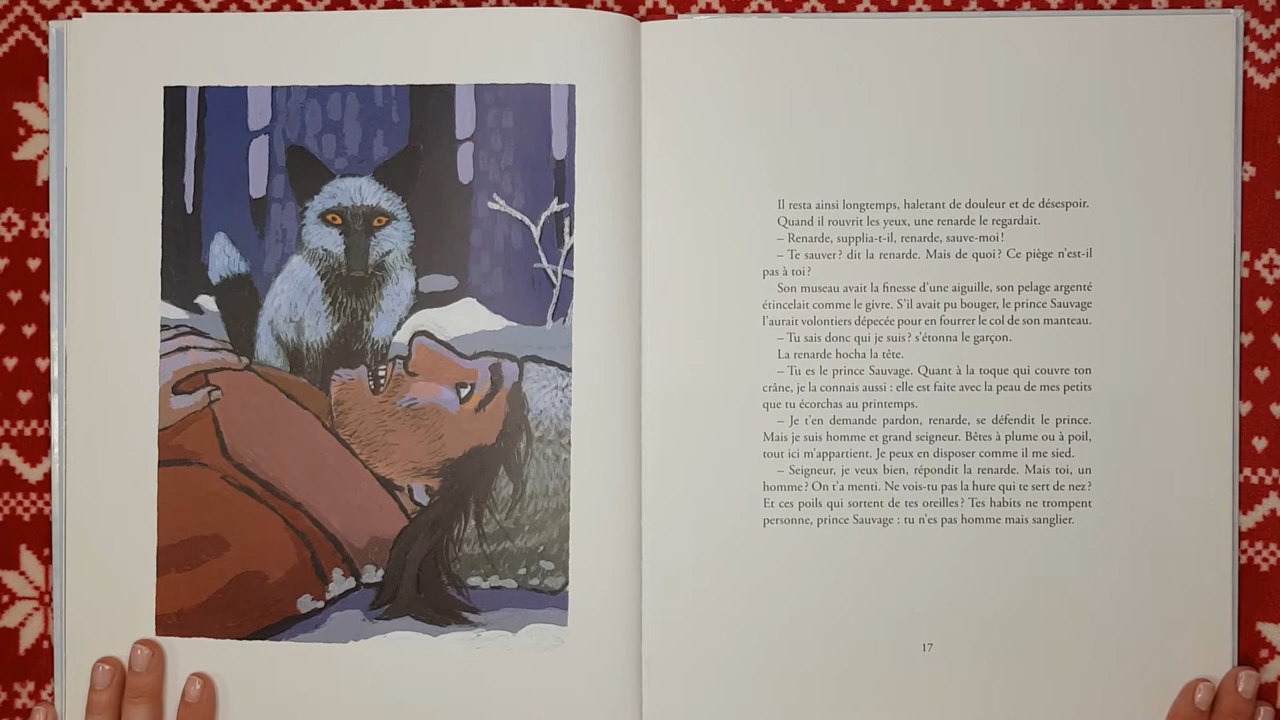 Il resta ainsi longtemps, haletant de douleur et de désespoir.
Quand il rouvrit les yeux, une renarde le regardait.
– Renarde, supplia-t-il, renarde, sauve-moi !
– Te sauver ? dit la renarde. Mais de quoi ? Ce piège n'est-il
pas à toi ?
Son museau avait la finesse d'une aiguille, son pelage argenté
étincelait comme le givre. S'il avait pu bouger, le prince Sauvage
l'aurait volontiers dépecée pour en fourrer le col de son manteau.
– Tu sais donc qui je suis ? s'étonna le garçon.
La renarde hocha la tête.
– Tu es le prince Sauvage. Quant à la toque qui couvre ton
crâne, je la connais aussi : elle est faite avec la peau de mes petits
que tu écorchas au printemps.
– Je t'en demande pardon, renarde, se défendit le prince.
Mais je suis homme et grand seigneur. Bêtes à plume ou à poil,
tout ici m'appartient. Je peux en disposer comme il me sied.
– Seigneur, je veux bien, répondit la renarde. Mais toi, un
homme ? On t'a menti. Ne vois-tu pas la hure qui te sert de nez ?
Et ces poils qui sortent de tes oreilles ? Tes habits ne trompent
personne, prince Sauvage : tu n'es pas homme mais sanglier.
17